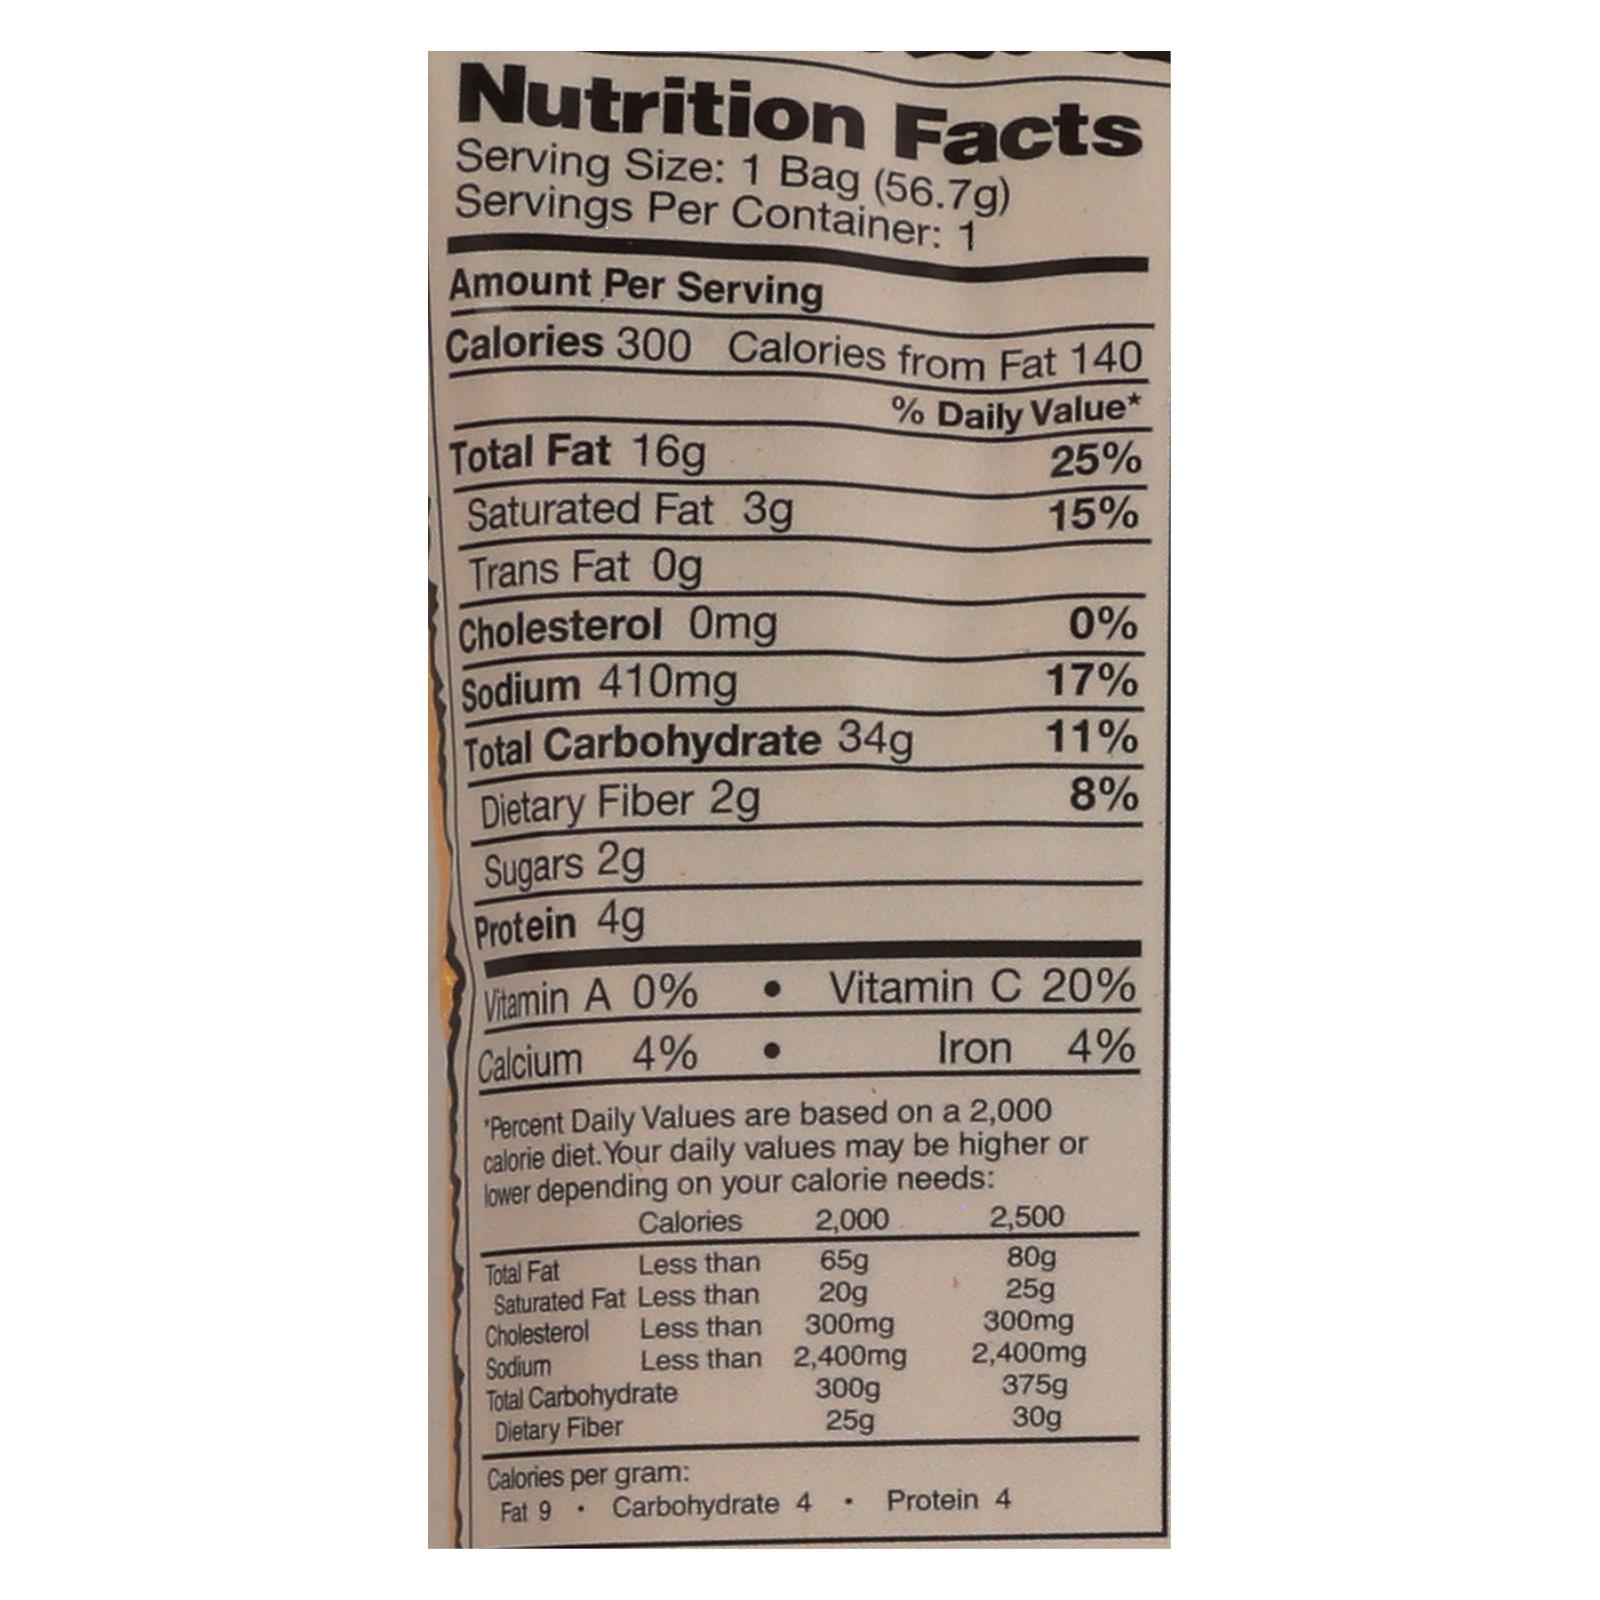 Nutrition Facts
Serving Size: 1 Bag (56.7g)
Servings Per Container: 1
Amount Per Serving
Calories 300 Calories from Fat 140
% Daily Value*
Total Fat 16g 25%
Saturated Fat 3g 15%
Trans Fat 0g
Cholesterol 0mg 0%
Sodium 410mg 17%
Total Carbohydrate 34g 11%
Dietary Fiber 2g 8%
Sugars 2g
Protein 4g
Vitamin A 0% • Vitamin C 20%
Calcium 4% • Iron 4%
*Percent Daily Values are based on a 2,000
calorie diet. Your daily values may be higher or
lower depending on your calorie needs:
Calories 2,000 2,500
Total Fat Less than 65g 80g
Saturated Fat Less than 20g 25g
Cholesterol Less than 300mg 300mg
Sodium Less than 2,400mg 2,400mg
Total Carbohydrate 300g 375g
Dietary Fiber 25g 30g
Calories per gram:
Fat 9 • Carbohydrate 4 • Protein 4